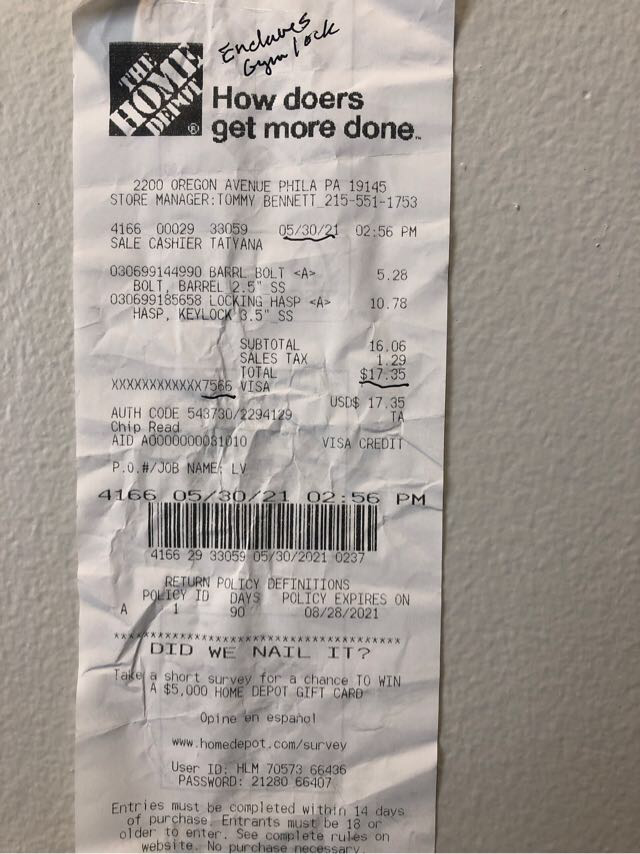 Enclaves
Gym lock
THE
HOME
DEPOT®
How doers
get more done™
2200 OREGON AVENUE PHILA PA 19145
STORE MANAGER:TOMMY BENNETT 215-551-1753
4166 00029 33059 05/30/21 02:56 PM
SALE CASHIER TATYANA
030699144990 BARRL BOLT <A> 5.28
BOLT, BARREL 2.5" SS
030699185658 LOCKING HASP <A> 10.78
HASP, KEYLOCK 3.5" SS
SUBTOTAL 16.06
SALES TAX 1.29
TOTAL $17.35
XXXXXXXXXXXX7566 VISA
USD$ 17.35
AUTH CODE 543730/2294129 TA
Chip Read
AID A0000000031010 VISA CREDIT
P.O.#/JOB NAME: LV
4166 05/30/21 02:56 PM
4166 29 33059 05/30/2021 0237
RETURN POLICY DEFINITIONS
POLICY ID DAYS POLICY EXPIRES ON
A 1 90 08/28/2021
****************************************
DID WE NAIL IT?
Take a short survey for a chance TO WIN
A $5,000 HOME DEPOT GIFT CARD
Opine en español
www.homedepot.com/survey
User ID: HLM 70573 66436
PASSWORD: 21280 66407
Entries must be completed within 14 days
of purchase. Entrants must be 18 or
older to enter. See complete rules on
website. No purchase necessary.